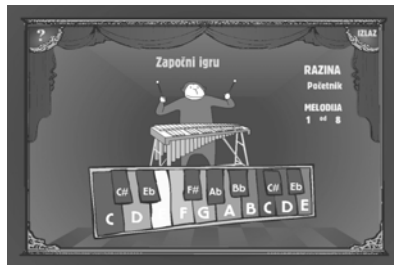 ?
IZLAZ
Započni igru
RAZINA
Početnik
MELODIJA
1 od 8
C# Eb F# Ab Bb C# Eb
C D F G A B C D E